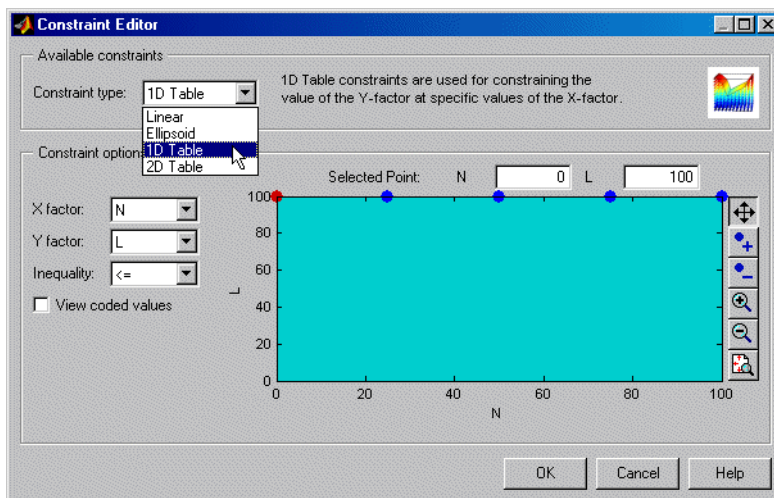 Constraint Editor
Available constraints
Constraint type: 1D Table
1D Table constraints are used for constraining the
value of the Y-factor at specific values of the X-factor.
Linear
Ellipsoid
1D Table
2D Table
Constraint option
Selected Point: N 0 L 100
X factor: N
Y factor: L
Inequality: <=
View coded values
100
80
60
40
20
0
L
0 20 40 60 80 100
N
OK Cancel Help